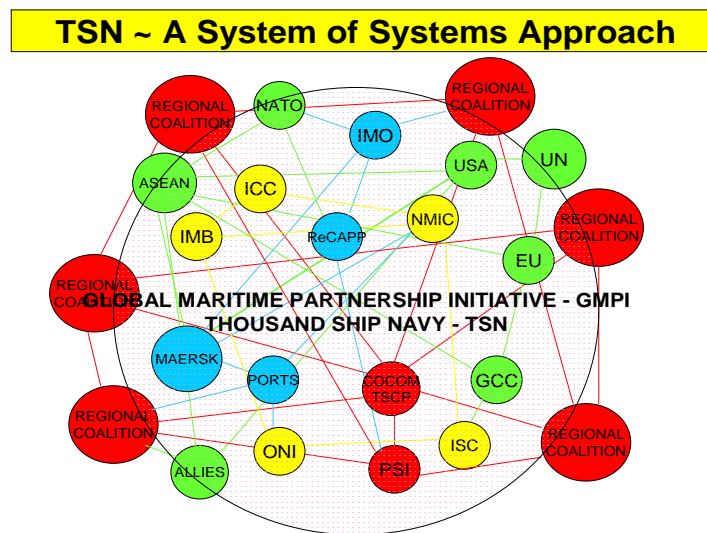 TSN ~ A System of Systems Approach
REGIONAL
COALITION
NATO
REGIONAL
COALITION
IMO
USA
UN
ASEAN
ICC
NMIC
IMB
ReCAPP
REGIONAL
COALITION
EU
REGIONAL
COALITION
GLOBAL MARITIME PARTNERSHIP INITIATIVE - GMPI
THOUSAND SHIP NAVY - TSN
MAERSK
PORTS
COCOM
TSCP
GCC
REGIONAL
COALITION
ONI
ISC
REGIONAL
COALITION
ALLIES
PSI